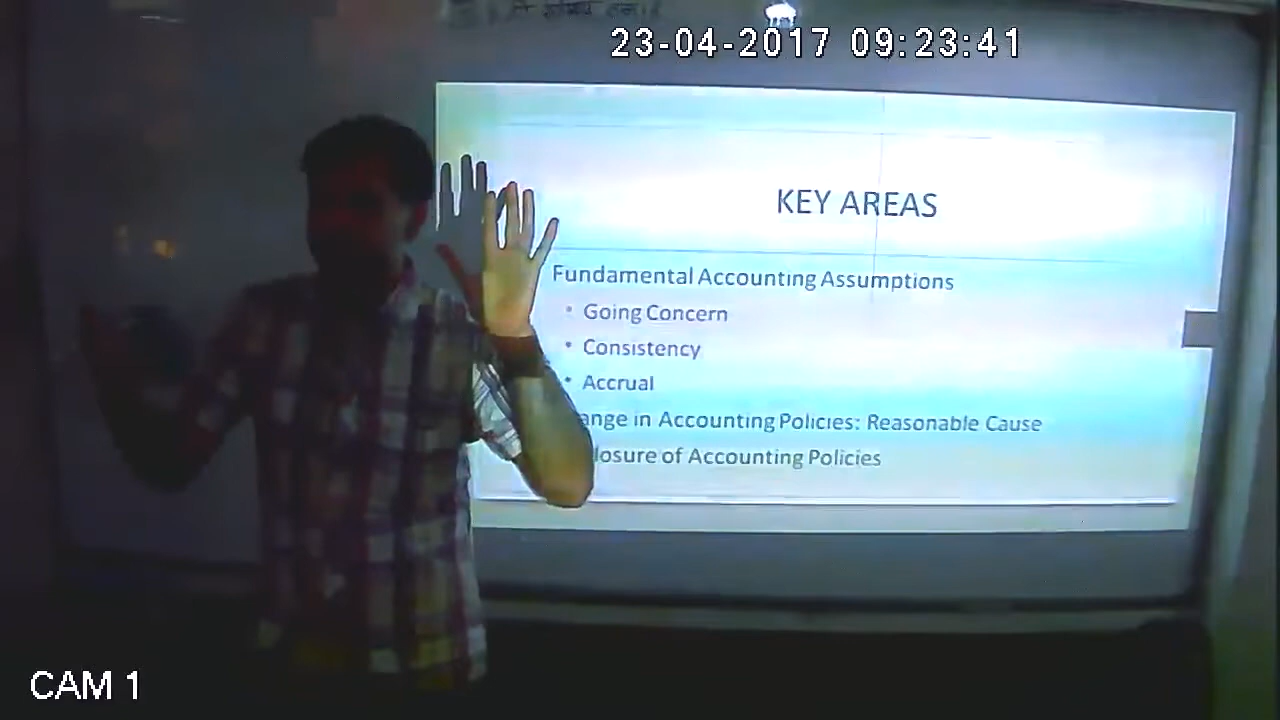 23-04-2017 09:23:41
KEY AREAS
Fundamental Accounting Assumptions
• Going Concern
• Consistency
• Accrual
ange in Accounting Policies: Reasonable Cause
losure of Accounting Policies
CAM 1